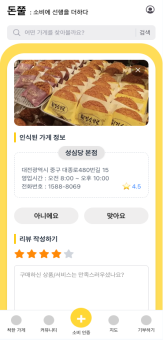 돈쭐 : 소비에 선행을 더하다
어떤 가게를 찾아볼까요? 검색
인식된 가게 정보
성심당 본점
대전광역시 중구 대종로480번길 15
영업시간 : 오전 8:00 ~ 오후 10:00
전화번호 : 1588-8069 4.5
아니에요 맞아요
리뷰 작성하기
구매하신 상품/서비스는 만족스러우셨나요?
착한 가게 커뮤니티 소비 인증 지도 기부하기